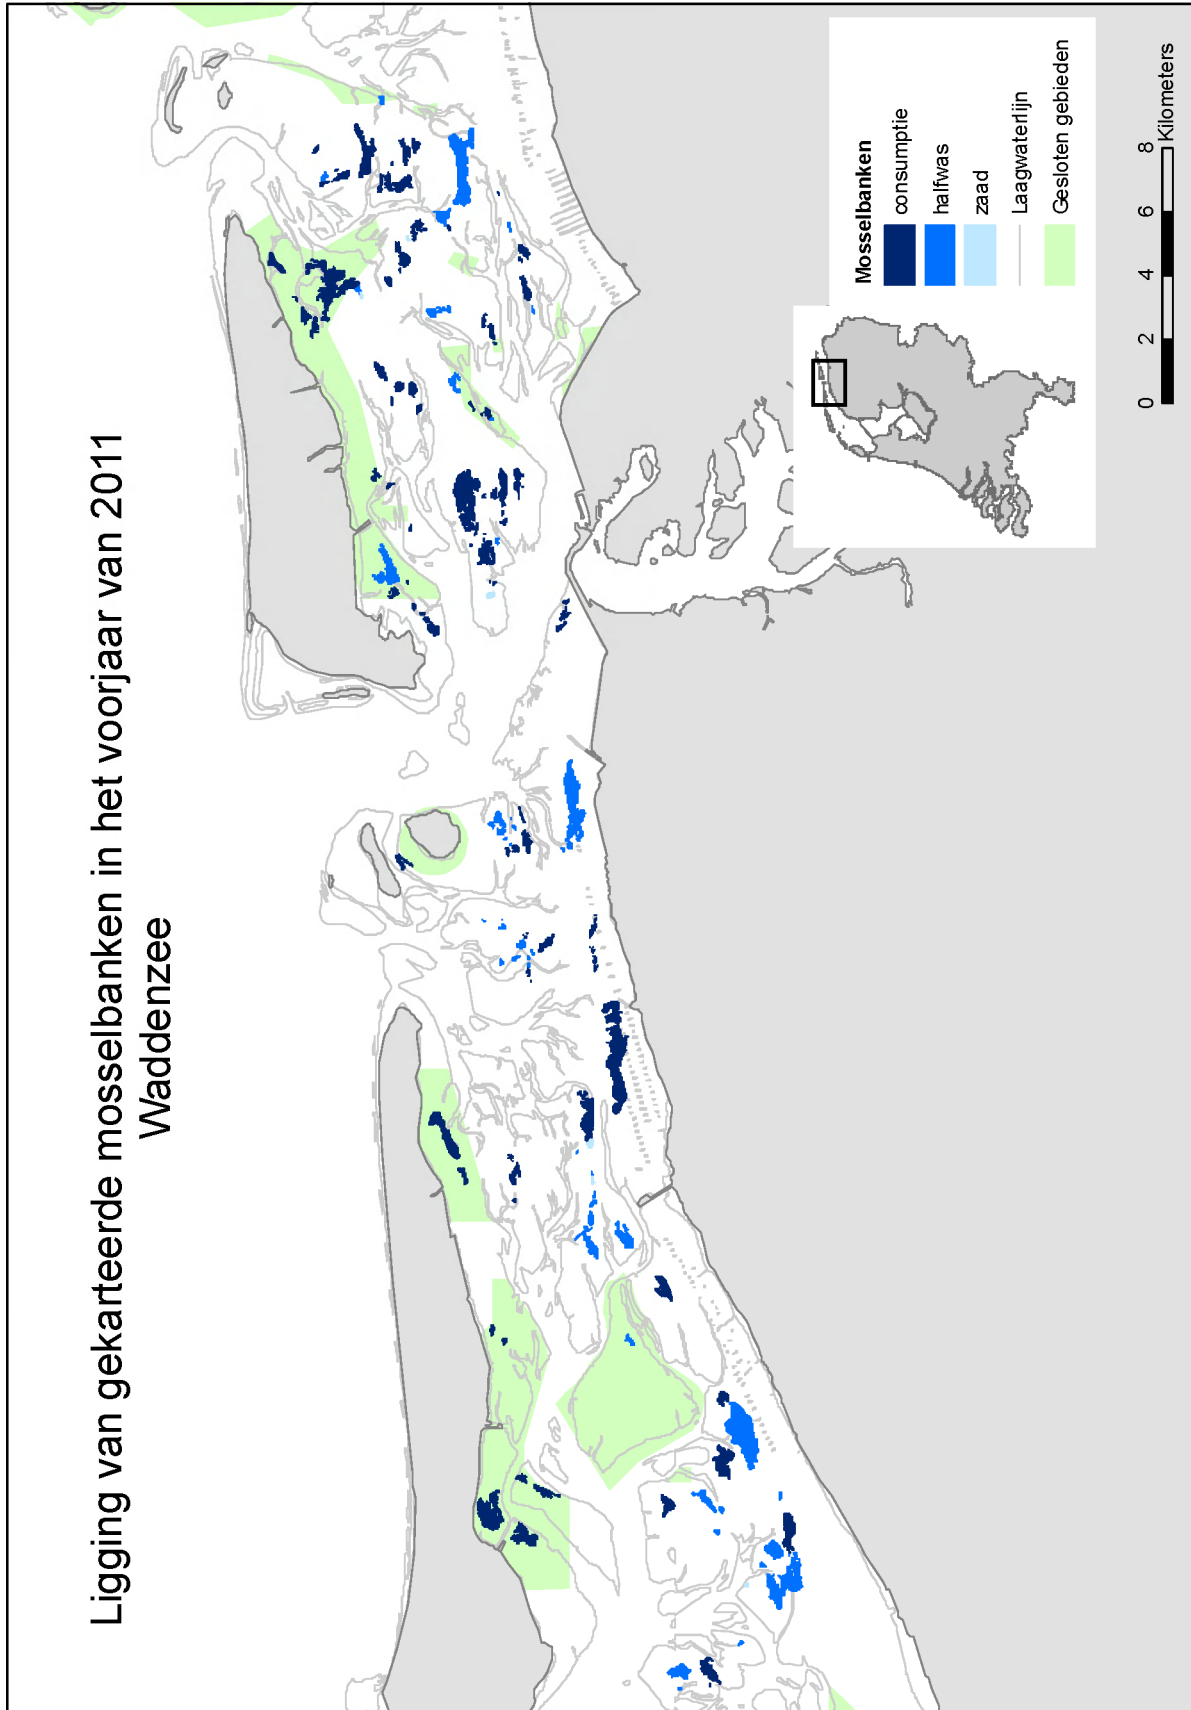 Ligging van gekarteerde mosselbanken in het voorjaar van 2011
Waddenzee
Mosselbanken
consumptie
halfwas
zaad
Laagwaterlijn
Gesloten gebieden
0 2 4 6 8
Kilometers